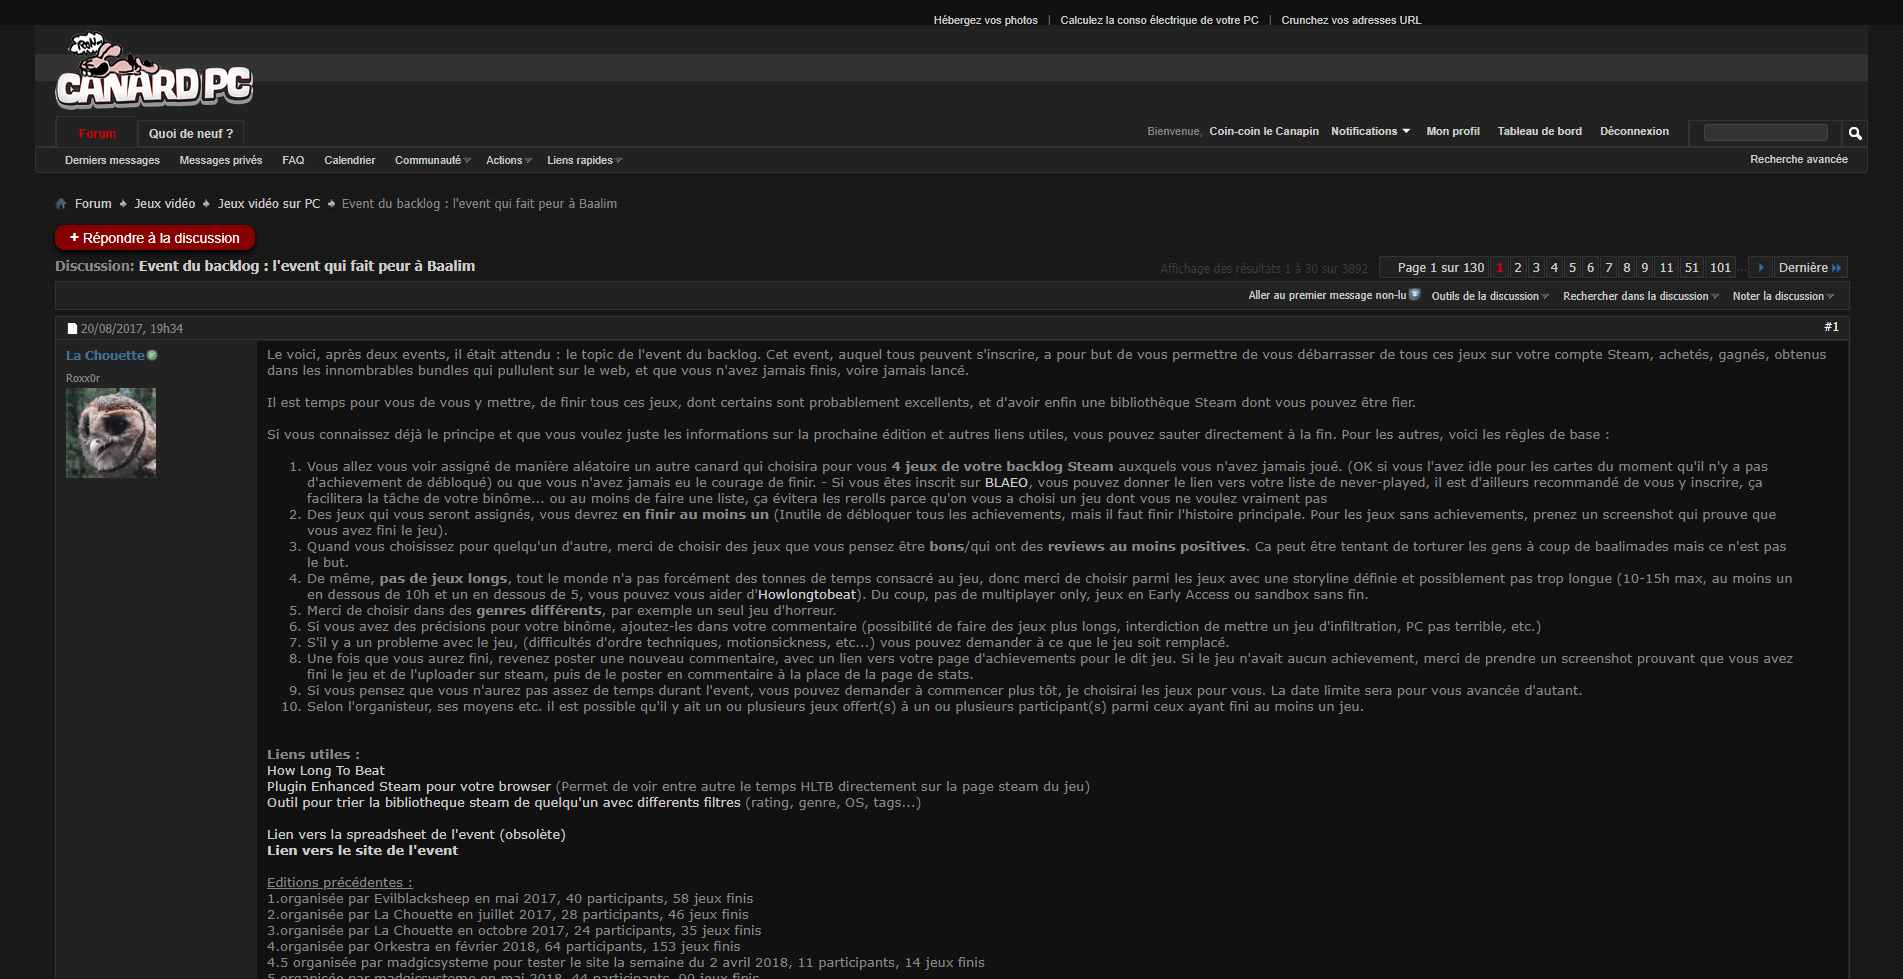 Hébergez vos photos | Calculez la conso électrique de votre PC | Crunchez vos adresses URL
CANARD PC
Forum Quoi de neuf ?
Bienvenue, Coin-coin le Canapin Notifications Mon profil Tableau de bord Déconnexion
Derniers messages Messages privés FAQ Calendrier Communauté Actions Liens rapides Recherche avancée
Forum Jeux vidéo Jeux vidéo sur PC Event du backlog : l'event qui fait peur à Baalim
+ Répondre à la discussion
Discussion: Event du backlog : l'event qui fait peur à Baalim
Affichage des résultats 1 à 30 sur 3892
Page 1 sur 130 1 2 3 4 5 6 7 8 9 11 51 101 ... Dernière
Aller au premier message non-lu Outils de la discussion Rechercher dans la discussion Noter la discussion
20/08/2017, 19h34 #1
La Chouette
Roxx0r
Le voici, après deux events, il était attendu : le topic de l'event du backlog. Cet event, auquel tous peuvent s'inscrire, a pour but de vous permettre de vous débarrasser de tous ces jeux sur votre compte Steam, achetés, gagnés, obtenus
dans les innombrables bundles qui pullulent sur le web, et que vous n'avez jamais finis, voire jamais lancé.
Il est temps pour vous de vous y mettre, de finir tous ces jeux, dont certains sont probablement excellents, et d'avoir enfin une bibliothèque Steam dont vous pouvez être fier.
Si vous connaissez déjà le principe et que vous voulez juste les informations sur la prochaine édition et autres liens utiles, vous pouvez sauter directement à la fin. Pour les autres, voici les règles de base :
1. Vous allez vous voir assigné de manière aléatoire un autre canard qui choisira pour vous 4 jeux de votre backlog Steam auxquels vous n'avez jamais joué. (OK si vous l'avez idle pour les cartes du moment qu'il n'y a pas
d'achievement de débloqué) ou que vous n'avez jamais eu le courage de finir. - Si vous êtes inscrit sur BLAEO, vous pouvez donner le lien vers votre liste de never-played, il est d'ailleurs recommandé de vous y inscrire, ça
facilitera la tâche de votre binôme... ou au moins de faire une liste, ça évitera les rerolls parce qu'on vous a choisi un jeu dont vous ne voulez vraiment pas
2. Des jeux qui vous seront assignés, vous devrez en finir au moins un (Inutile de débloquer tous les achievements, mais il faut finir l'histoire principale. Pour les jeux sans achievements, prenez un screenshot qui prouve que
vous avez fini le jeu).
3. Quand vous choisissez pour quelqu'un d'autre, merci de choisir des jeux que vous pensez être bons/qui ont des reviews au moins positives. Ca peut être tentant de torturer les gens à coup de baalimades mais ce n'est pas
le but.
4. De même, pas de jeux longs, tout le monde n'a pas forcément des tonnes de temps consacré au jeu, donc merci de choisir parmi les jeux avec une storyline définie et possiblement pas trop longue (10-15h max, au moins un
en dessous de 10h et un en dessous de 5, vous pouvez vous aider d'Howlongtobeat). Du coup, pas de multiplayer only, jeux en Early Access ou sandbox sans fin.
5. Merci de choisir dans des genres différents, par exemple un seul jeu d'horreur.
6. Si vous avez des précisions pour votre binôme, ajoutez-les dans votre commentaire (possibilité de faire des jeux plus longs, interdiction de mettre un jeu d'infiltration, PC pas terrible, etc.)
7. S'il y a un probleme avec le jeu, (difficultés d'ordre techniques, motionsickness, etc...) vous pouvez demander à ce que le jeu soit remplacé.
8. Une fois que vous aurez fini, revenez poster une nouveau commentaire, avec un lien vers votre page d'achievements pour le dit jeu. Si le jeu n'avait aucun achievement, merci de prendre un screenshot prouvant que vous avez
fini le jeu et de l'uploader sur steam, puis de le poster en commentaire à la place de la page de stats.
9. Si vous pensez que vous n'aurez pas assez de temps durant l'event, vous pouvez demander à commencer plus tôt, je choisirai les jeux pour vous. La date limite sera pour vous avancée d'autant.
10. Selon l'organisteur, ses moyens etc. il est possible qu'il y ait un ou plusieurs jeux offert(s) à un ou plusieurs participant(s) parmi ceux ayant fini au moins un jeu.
Liens utiles :
How Long To Beat
Plugin Enhanced Steam pour votre browser (Permet de voir entre autre le temps HLTB directement sur la page steam du jeu)
Outil pour trier la bibliotheque steam de quelqu'un avec differents filtres (rating, genre, OS, tags...)
Lien vers la spreadsheet de l'event (obsolète)
Lien vers le site de l'event
Editions précédentes :
1.organisée par Evilblacksheep en mai 2017, 40 participants, 58 jeux finis
2.organisée par La Chouette en juillet 2017, 28 participants, 46 jeux finis
3.organisée par La Chouette en octobre 2017, 24 participants, 35 jeux finis
4.organisée par Orkestra en février 2018, 64 participants, 153 jeux finis
4.5 organisée par madgicsysteme pour tester le site la semaine du 2 avril 2018, 11 participants, 14 jeux finis
5.organisée par madgicsysteme en mai 2018, 44 participants, 90 jeux finis